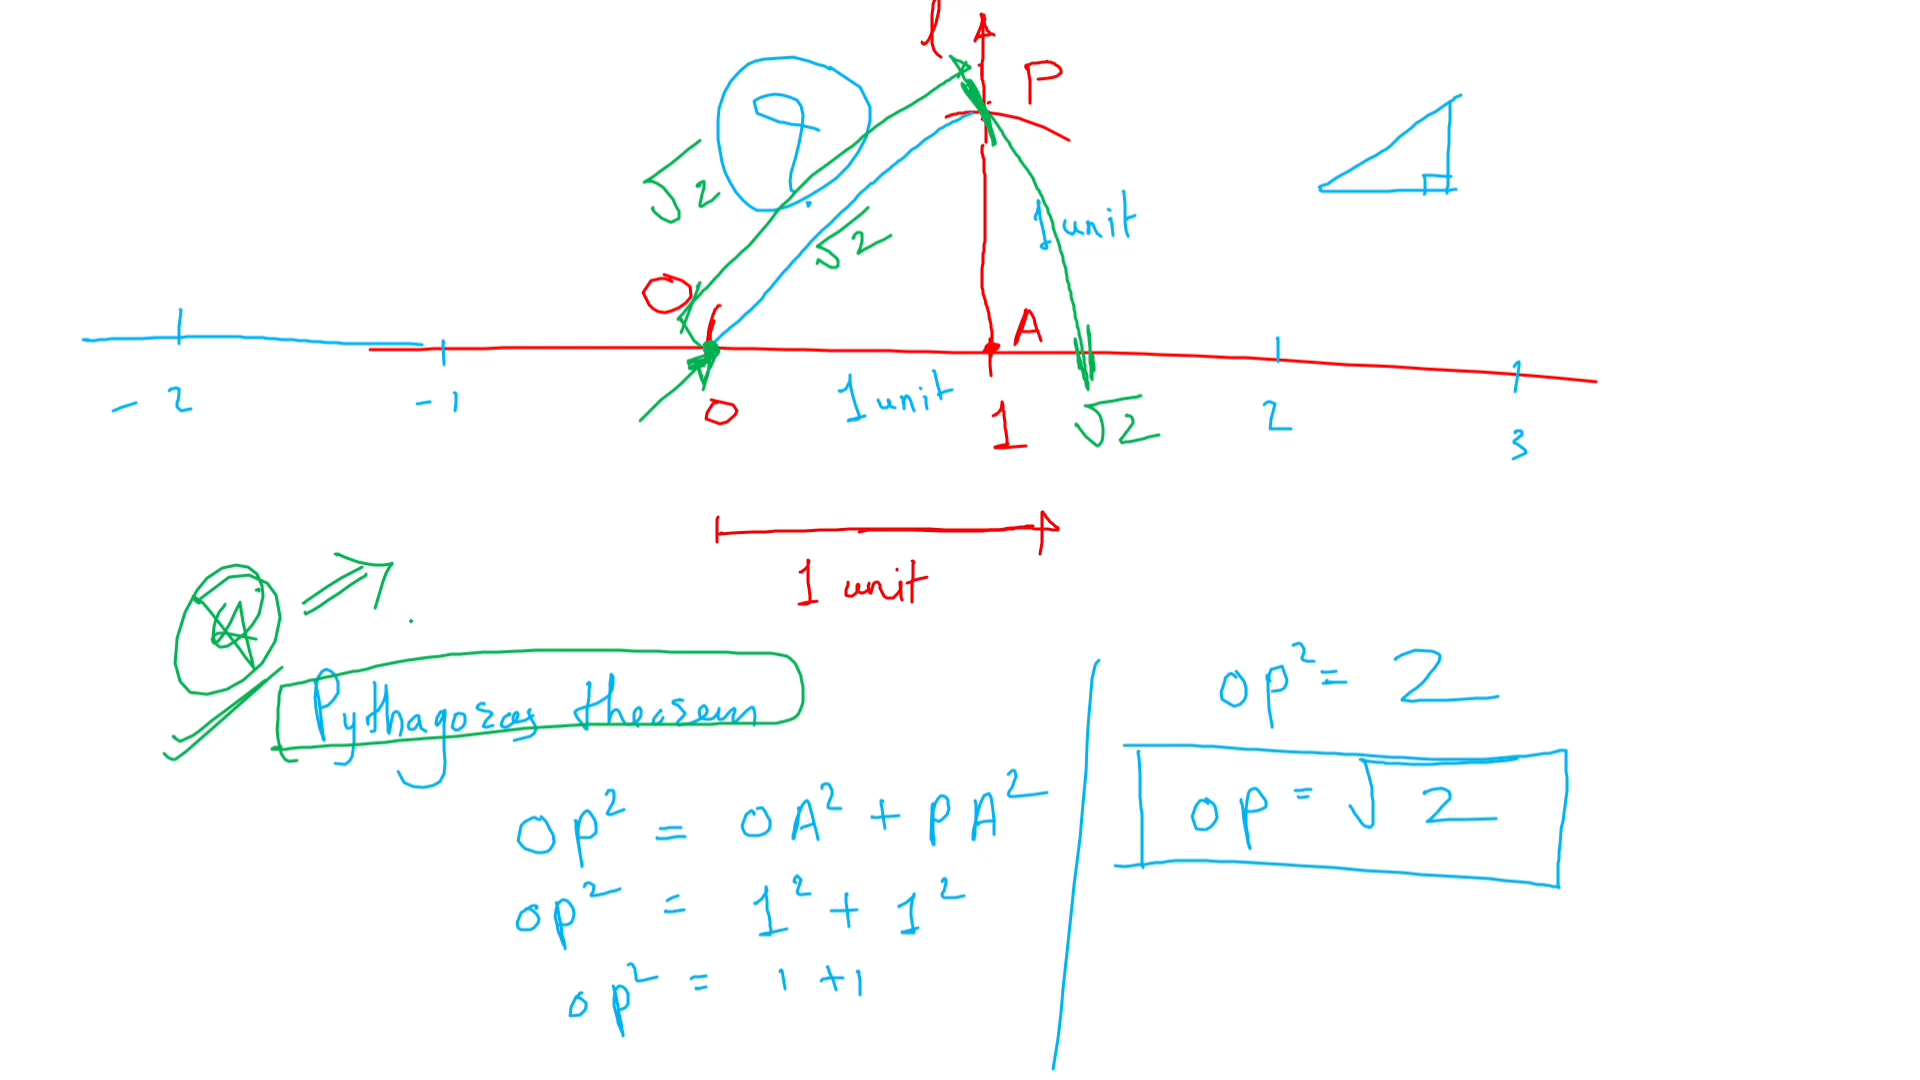 l
P
√2
√2
1 unit
O
A
-2
-1
0
1 unit
1
√2
2
3
1 unit
Pythagoras theorem
OP² = OA² + PA²
OP² = 1² + 1²
OP² = 1 + 1
OP² = 2
OP = √2